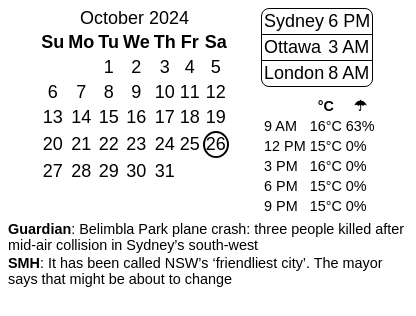 October 2024
Su Mo Tu We Th Fr Sa
1 2 3 4 5
6 7 8 9 10 11 12
13 14 15 16 17 18 19
20 21 22 23 24 25 26
27 28 29 30 31
Sydney 6 PM
Ottawa 3 AM
London 8 AM
°C ☂
9 AM 16°C 63%
12 PM 15°C 0%
3 PM 16°C 0%
6 PM 15°C 0%
9 PM 15°C 0%
Guardian: Belimbla Park plane crash: three people killed after
mid-air collision in Sydney’s south-west
SMH: It has been called NSW’s ‘friendliest city’. The mayor
says that might be about to change